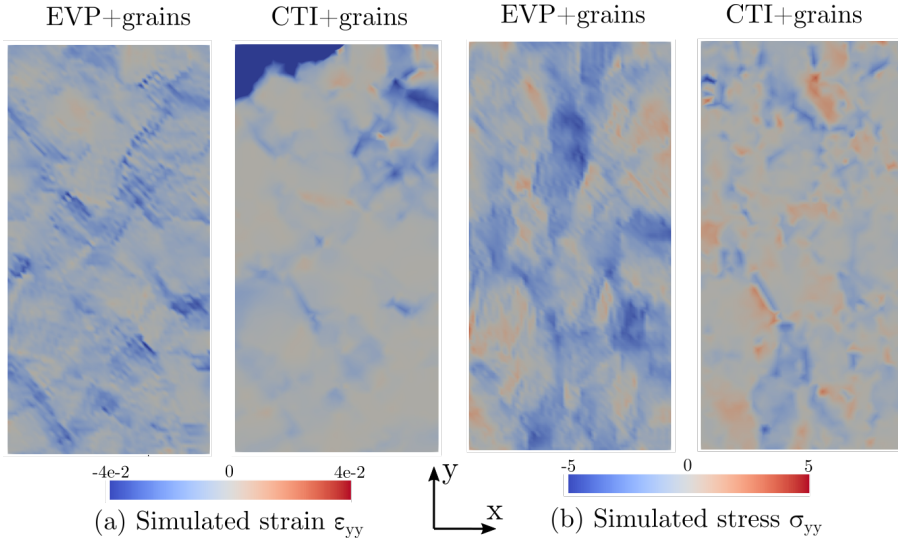 EVP+grains CTI+grains EVP+grains CTI+grains
-4e-2 0 4e-2 -5 0 5
y
x
(a) Simulated strain εyy (b) Simulated stress σyy